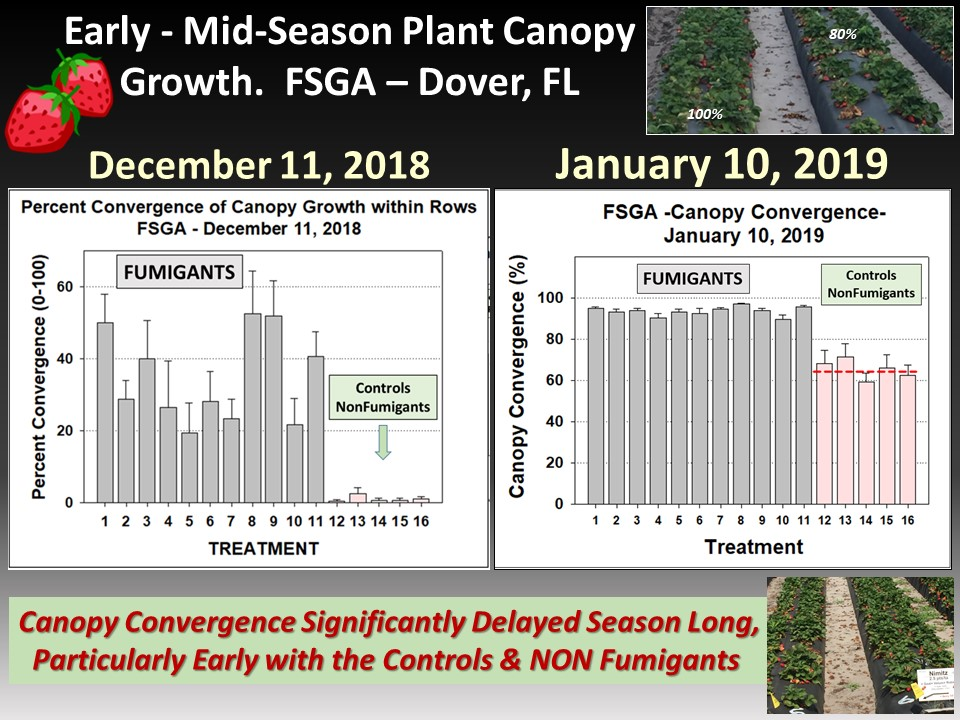 Early - Mid-Season Plant Canopy
Growth.  FSGA – Dover, FL
80%
100%
December 11, 2018
January 10, 2019
Percent Convergence of Canopy Growth within Rows
FSGA - December 11, 2018
Percent Convergence (0-100)
60
40
20
0
FUMIGANTS
Controls
NonFumigants
1 2 3 4 5 6 7 8 9 10 11 12 13 14 15 16
TREATMENT
FSGA -Canopy Convergence-
January 10, 2019
Canopy Convergence (%)
100
80
60
40
20
0
FUMIGANTS
Controls
NonFumigants
1 2 3 4 5 6 7 8 9 10 11 12 13 14 15 16
Treatment
Canopy Convergence Significantly Delayed Season Long,
Particularly Early with the Controls & NON Fumigants
Nimitz